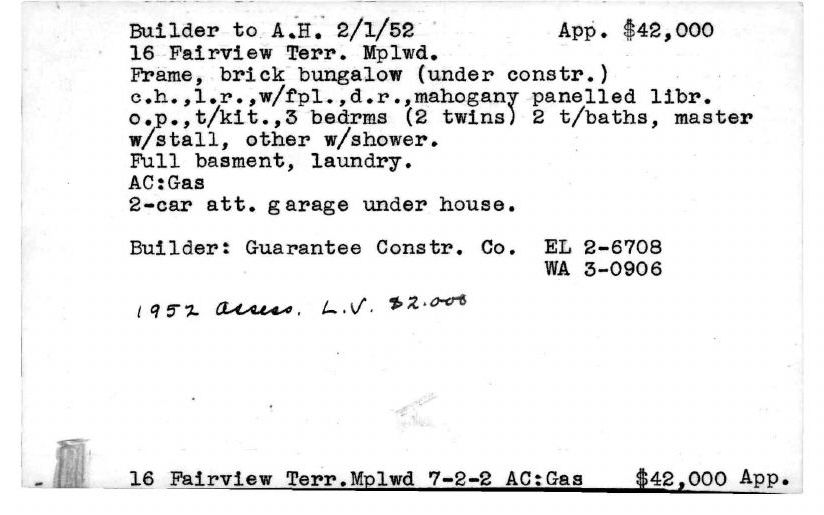 Builder to A.H. 2/1/52 App. $42,000
16 Fairview Terr. Mplwd.
Frame, brick bungalow (under constr.)
c.h.,l.r.,w/fpl.,d.r.,mahogany panelled libr.
o.p.,t/kit.,3 bedrms (2 twins) 2 t/baths, master
w/stall, other w/shower.
Full basment, laundry.
AC:Gas
2-car att. garage under house.
Builder: Guarantee Constr. Co. EL 2-6708
WA 3-0906
1952 assess. L.V. $2.000
16 Fairview Terr.Mplwd 7-2-2 AC:Gas $42,000 App.